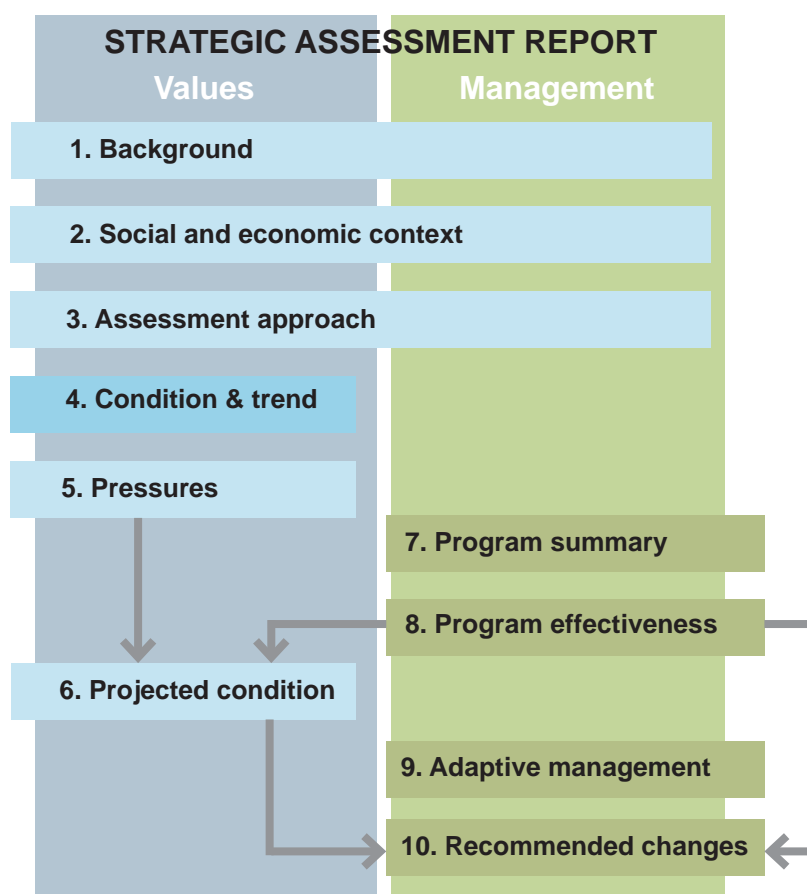 STRATEGIC ASSESSMENT REPORT
Values
Management
1. Background
2. Social and economic context
3. Assessment approach
4. Condition & trend
5. Pressures
7. Program summary
8. Program effectiveness
6. Projected condition
9. Adaptive management
10. Recommended changes